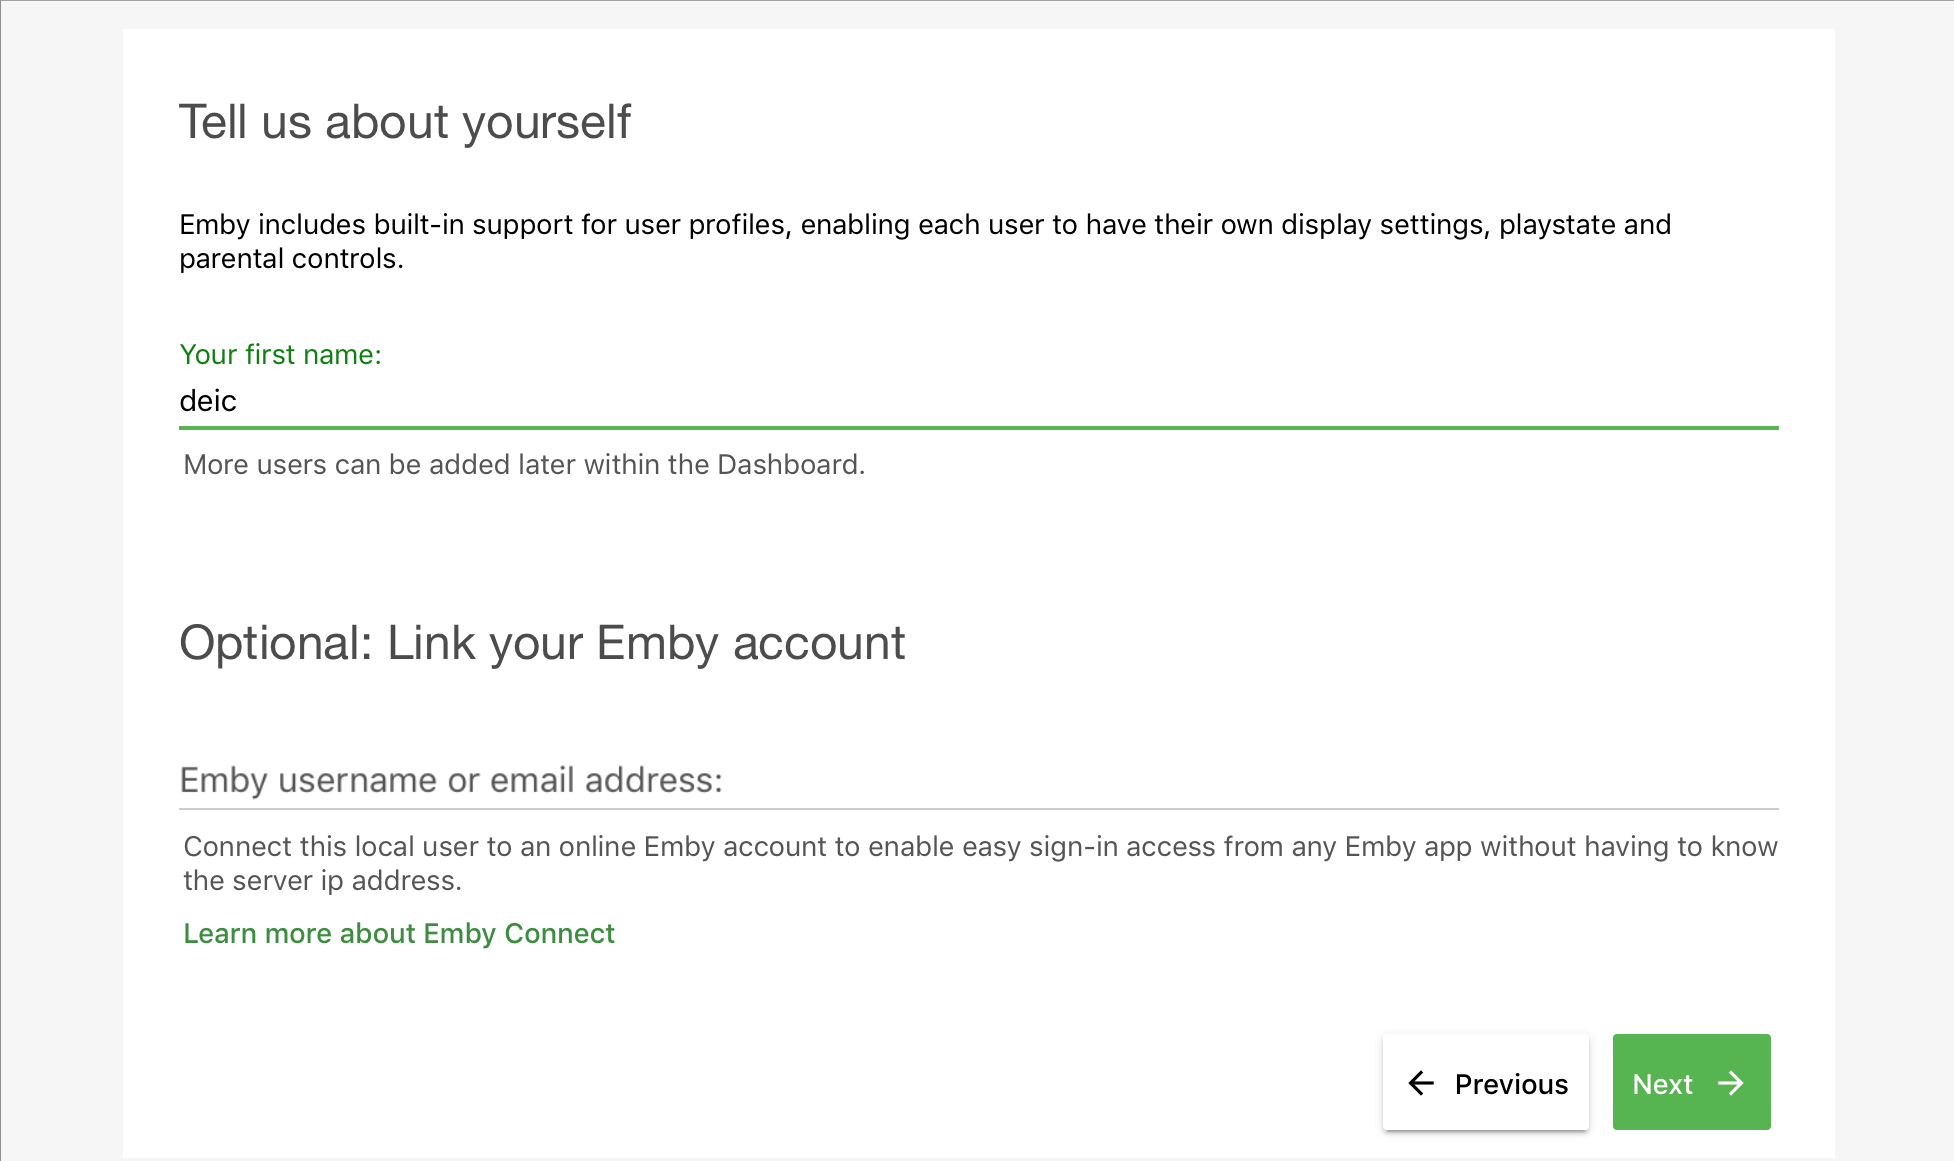 Tell us about yourself
Emby includes built-in support for user profiles, enabling each user to have their own display settings, playstate and
parental controls.
Your first name:
deic
More users can be added later within the Dashboard.
Optional: Link your Emby account
Emby username or email address:
Connect this local user to an online Emby account to enable easy sign-in access from any Emby app without having to know
the server ip address.
Learn more about Emby Connect
Previous
Next